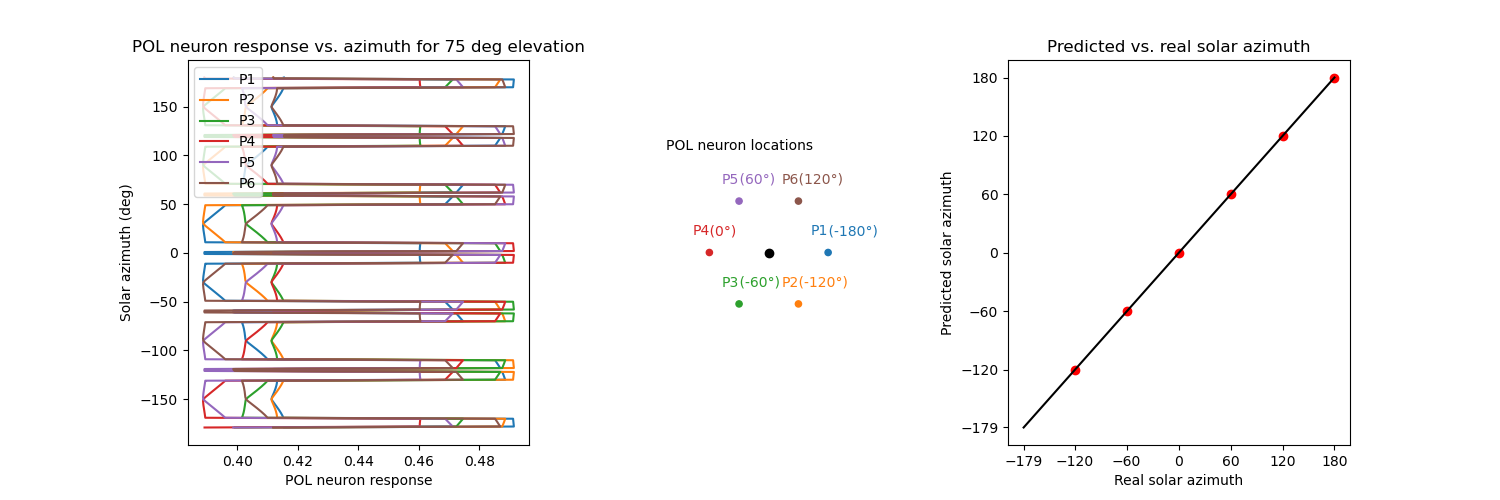 POL neuron response vs. azimuth for 75 deg elevation
Solar azimuth (deg)
150
100
50
0
−50
−100
−150
P1
P2
P3
P4
P5
P6
0.40 0.42 0.44 0.46 0.48
POL neuron response
POL neuron locations
P5(60°) P6(120°)
P4(0°) P1(-180°)
P3(-60°) P2(-120°)
Predicted vs. real solar azimuth
Predicted solar azimuth
180
120
60
0
−60
−120
−179
−179 −120 −60 0 60 120 180
Real solar azimuth